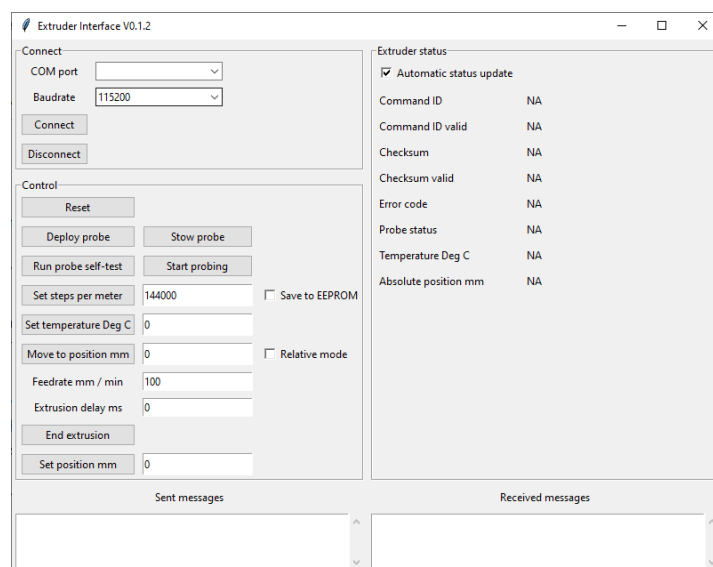 Extruder Interface V0.1.2
Connect
COM port
Baudrate 115200
Connect
Disconnect
Control
Reset
Deploy probe Stow probe
Run probe self-test Start probing
Set steps per meter 144000 Save to EEPROM
Set temperature Deg C 0
Move to position mm 0 Relative mode
Feedrate mm / min 100
Extrusion delay ms 0
End extrusion
Set position mm 0
Extruder status
Automatic status update
Command ID NA
Command ID valid NA
Checksum NA
Checksum valid NA
Error code NA
Probe status NA
Temperature Deg C NA
Absolute position mm NA
Sent messages
Received messages